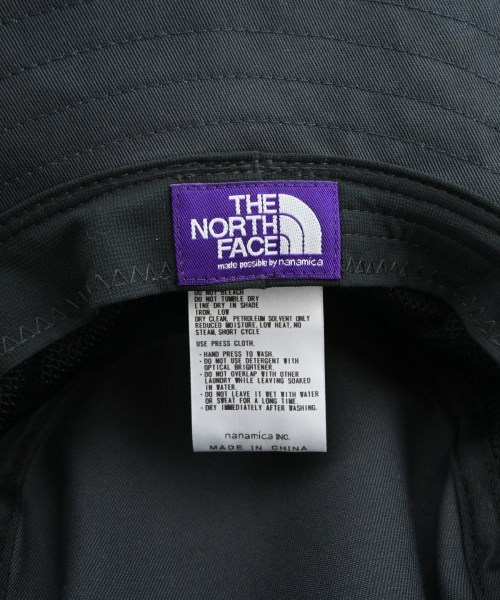 THE
NORTH
FACE
made possible by nanamica
DO NOT BLEACH
DO NOT TUMBLE DRY
LINE DRY IN SHADE
IRON, LOW
DRY CLEAN, PETROLEUM SOLVENT ONLY
REDUCED MOISTURE, LOW HEAT, NO
STEAM, SHORT CYCLE
USE PRESS CLOTH.
・HAND PRESS TO WASH.
・DO NOT USE DETERGENT WITH
OPTICAL BRIGHTENER.
・DO NOT OVERLAP WITH OTHER
LAUNDRY WHILE LEAVING SOAKED
IN WATER.
・DO NOT LEAVE IT WET WITH WATER
OR SWEAT FOR A LONG TIME.
・DRY IMMEDIATELY AFTER WASHING.
nanamica INC.
MADE IN CHINA